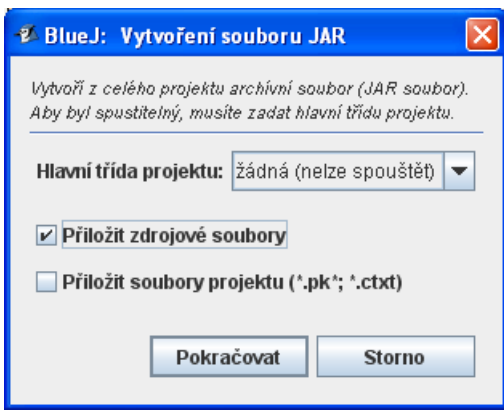 BlueJ: Vytvoření souboru JAR
Vytvoří z celého projektu archívní soubor (JAR soubor).
Aby byl spustitelný, musíte zadat hlavní třídu projektu.
Hlavní třída projektu: žádná (nelze spouštět)
Přiložit zdrojové soubory
Přiložit soubory projektu (*.pk*; *.ctxt)
Pokračovat Storno